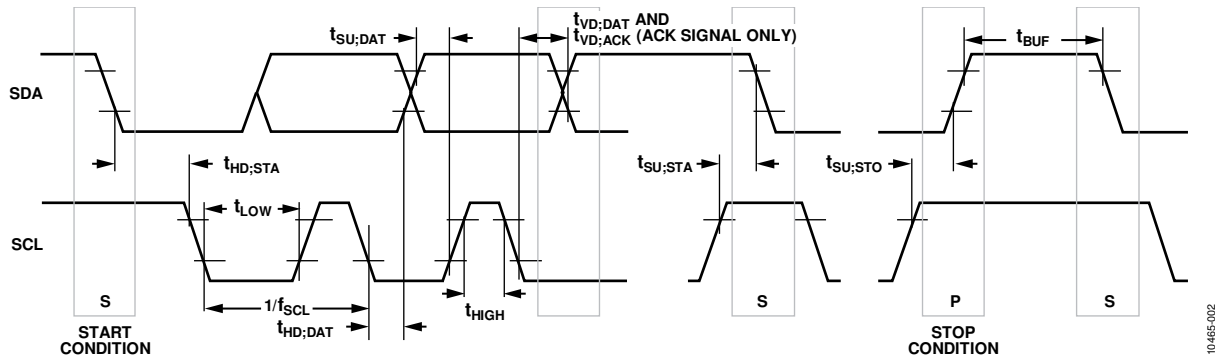 tVD;DAT AND
tVD;ACK (ACK SIGNAL ONLY)
tSU;DAT
tBUF
SDA
tHD;STA
tSU;STA
tSU;STO
tLOW
SCL
S
1/fSCL
tHIGH
S
P
S
tHD;DAT
START
CONDITION
STOP
CONDITION
10465-002